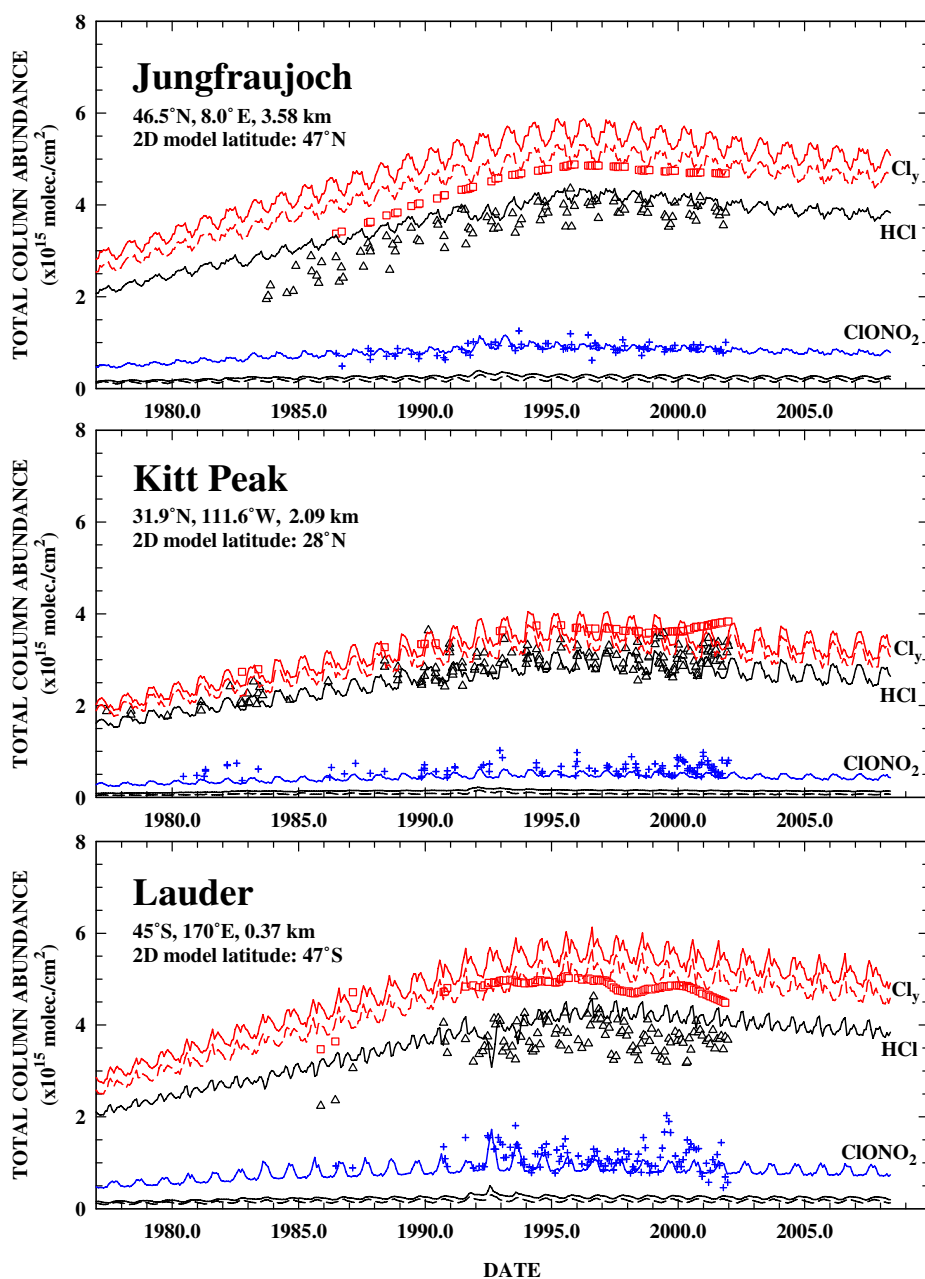 8
6
4
2
0
TOTAL COLUMN ABUNDANCE
(x10¹⁵ molec./cm²)
Jungfraujoch
46.5°N, 8.0°E, 3.58 km
2D model latitude: 47°N
Cly
HCl
ClONO₂
1980.0 1985.0 1990.0 1995.0 2000.0 2005.0
8
6
4
2
0
TOTAL COLUMN ABUNDANCE
(x10¹⁵ molec./cm²)
Kitt Peak
31.9°N, 111.6°W, 2.09 km
2D model latitude: 28°N
Cly
HCl
ClONO₂
1980.0 1985.0 1990.0 1995.0 2000.0 2005.0
8
6
4
2
0
TOTAL COLUMN ABUNDANCE
(x10¹⁵ molec./cm²)
Lauder
45°S, 170°E, 0.37 km
2D model latitude: 47°S
Cly
HCl
ClONO₂
1980.0 1985.0 1990.0 1995.0 2000.0 2005.0
DATE